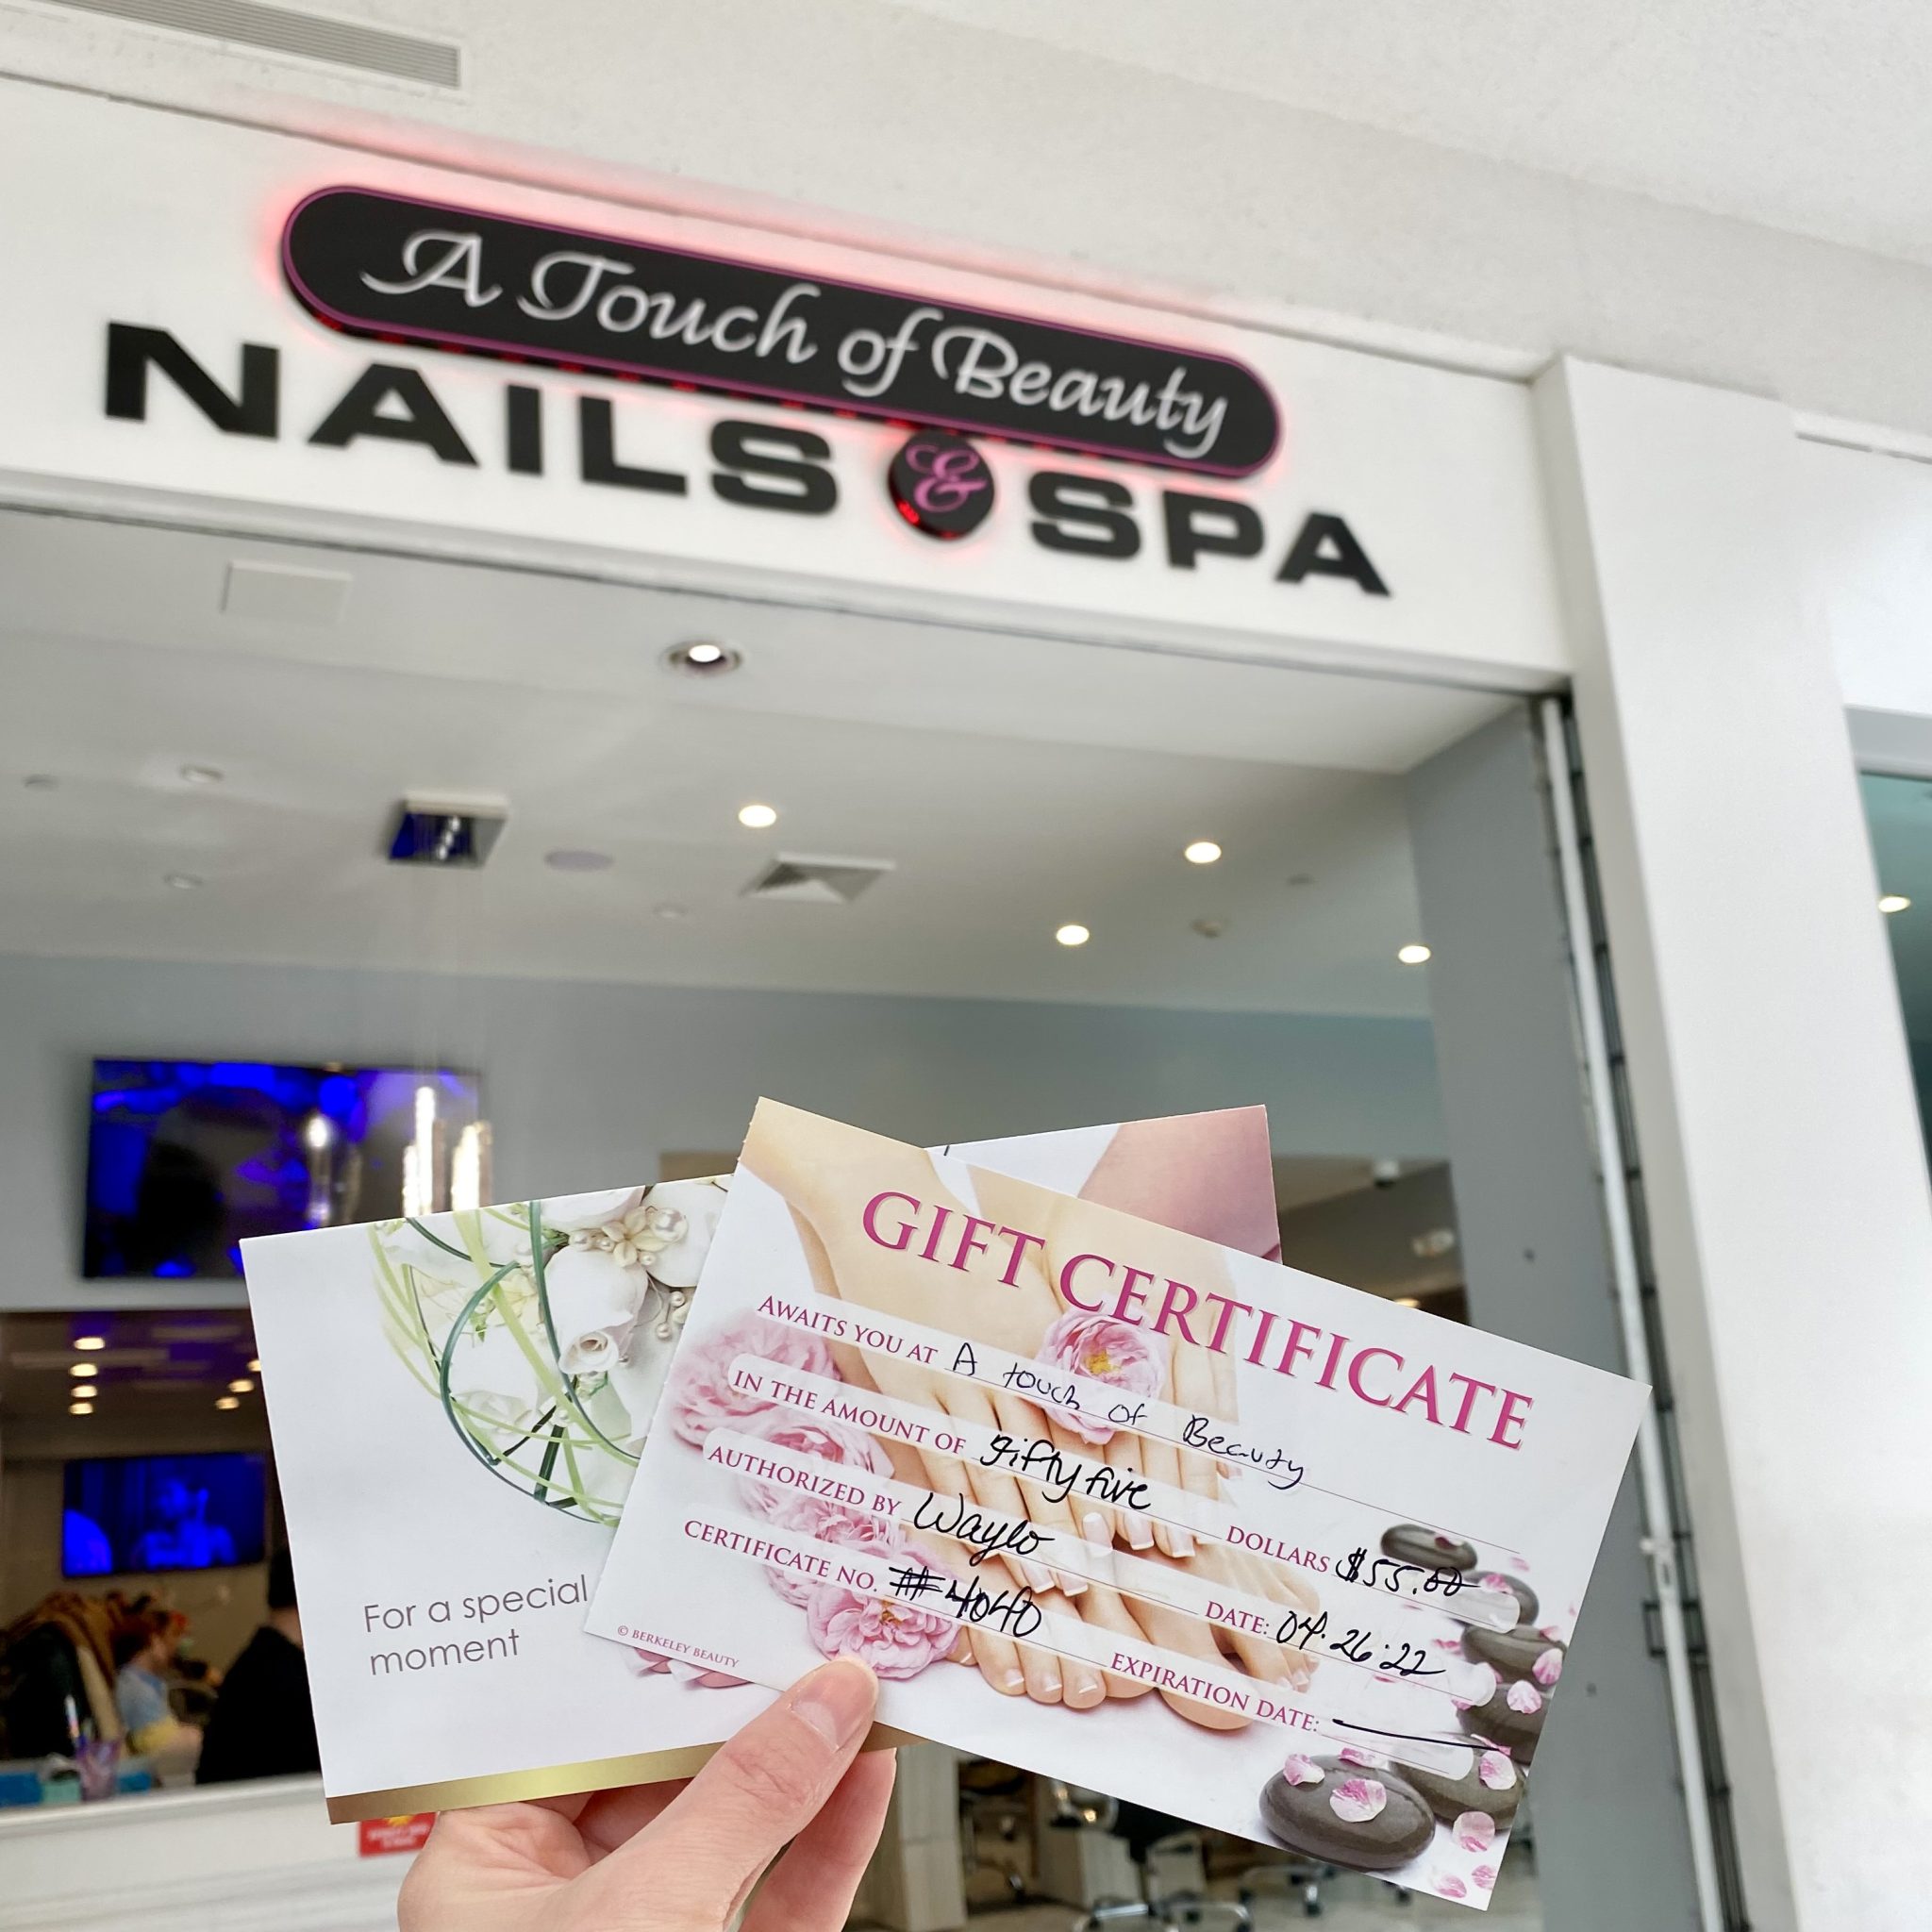 A Touch of Beauty
NAILS & SPA
GIFT CERTIFICATE
AWAITS YOU AT A touch of Beauty
IN THE AMOUNT OF fifty five DOLLARS $55.00
AUTHORIZED BY Waylo DATE: 04.26.22
CERTIFICATE NO. #4040 EXPIRATION DATE:
© BERKELEY BEAUTY
For a special
moment